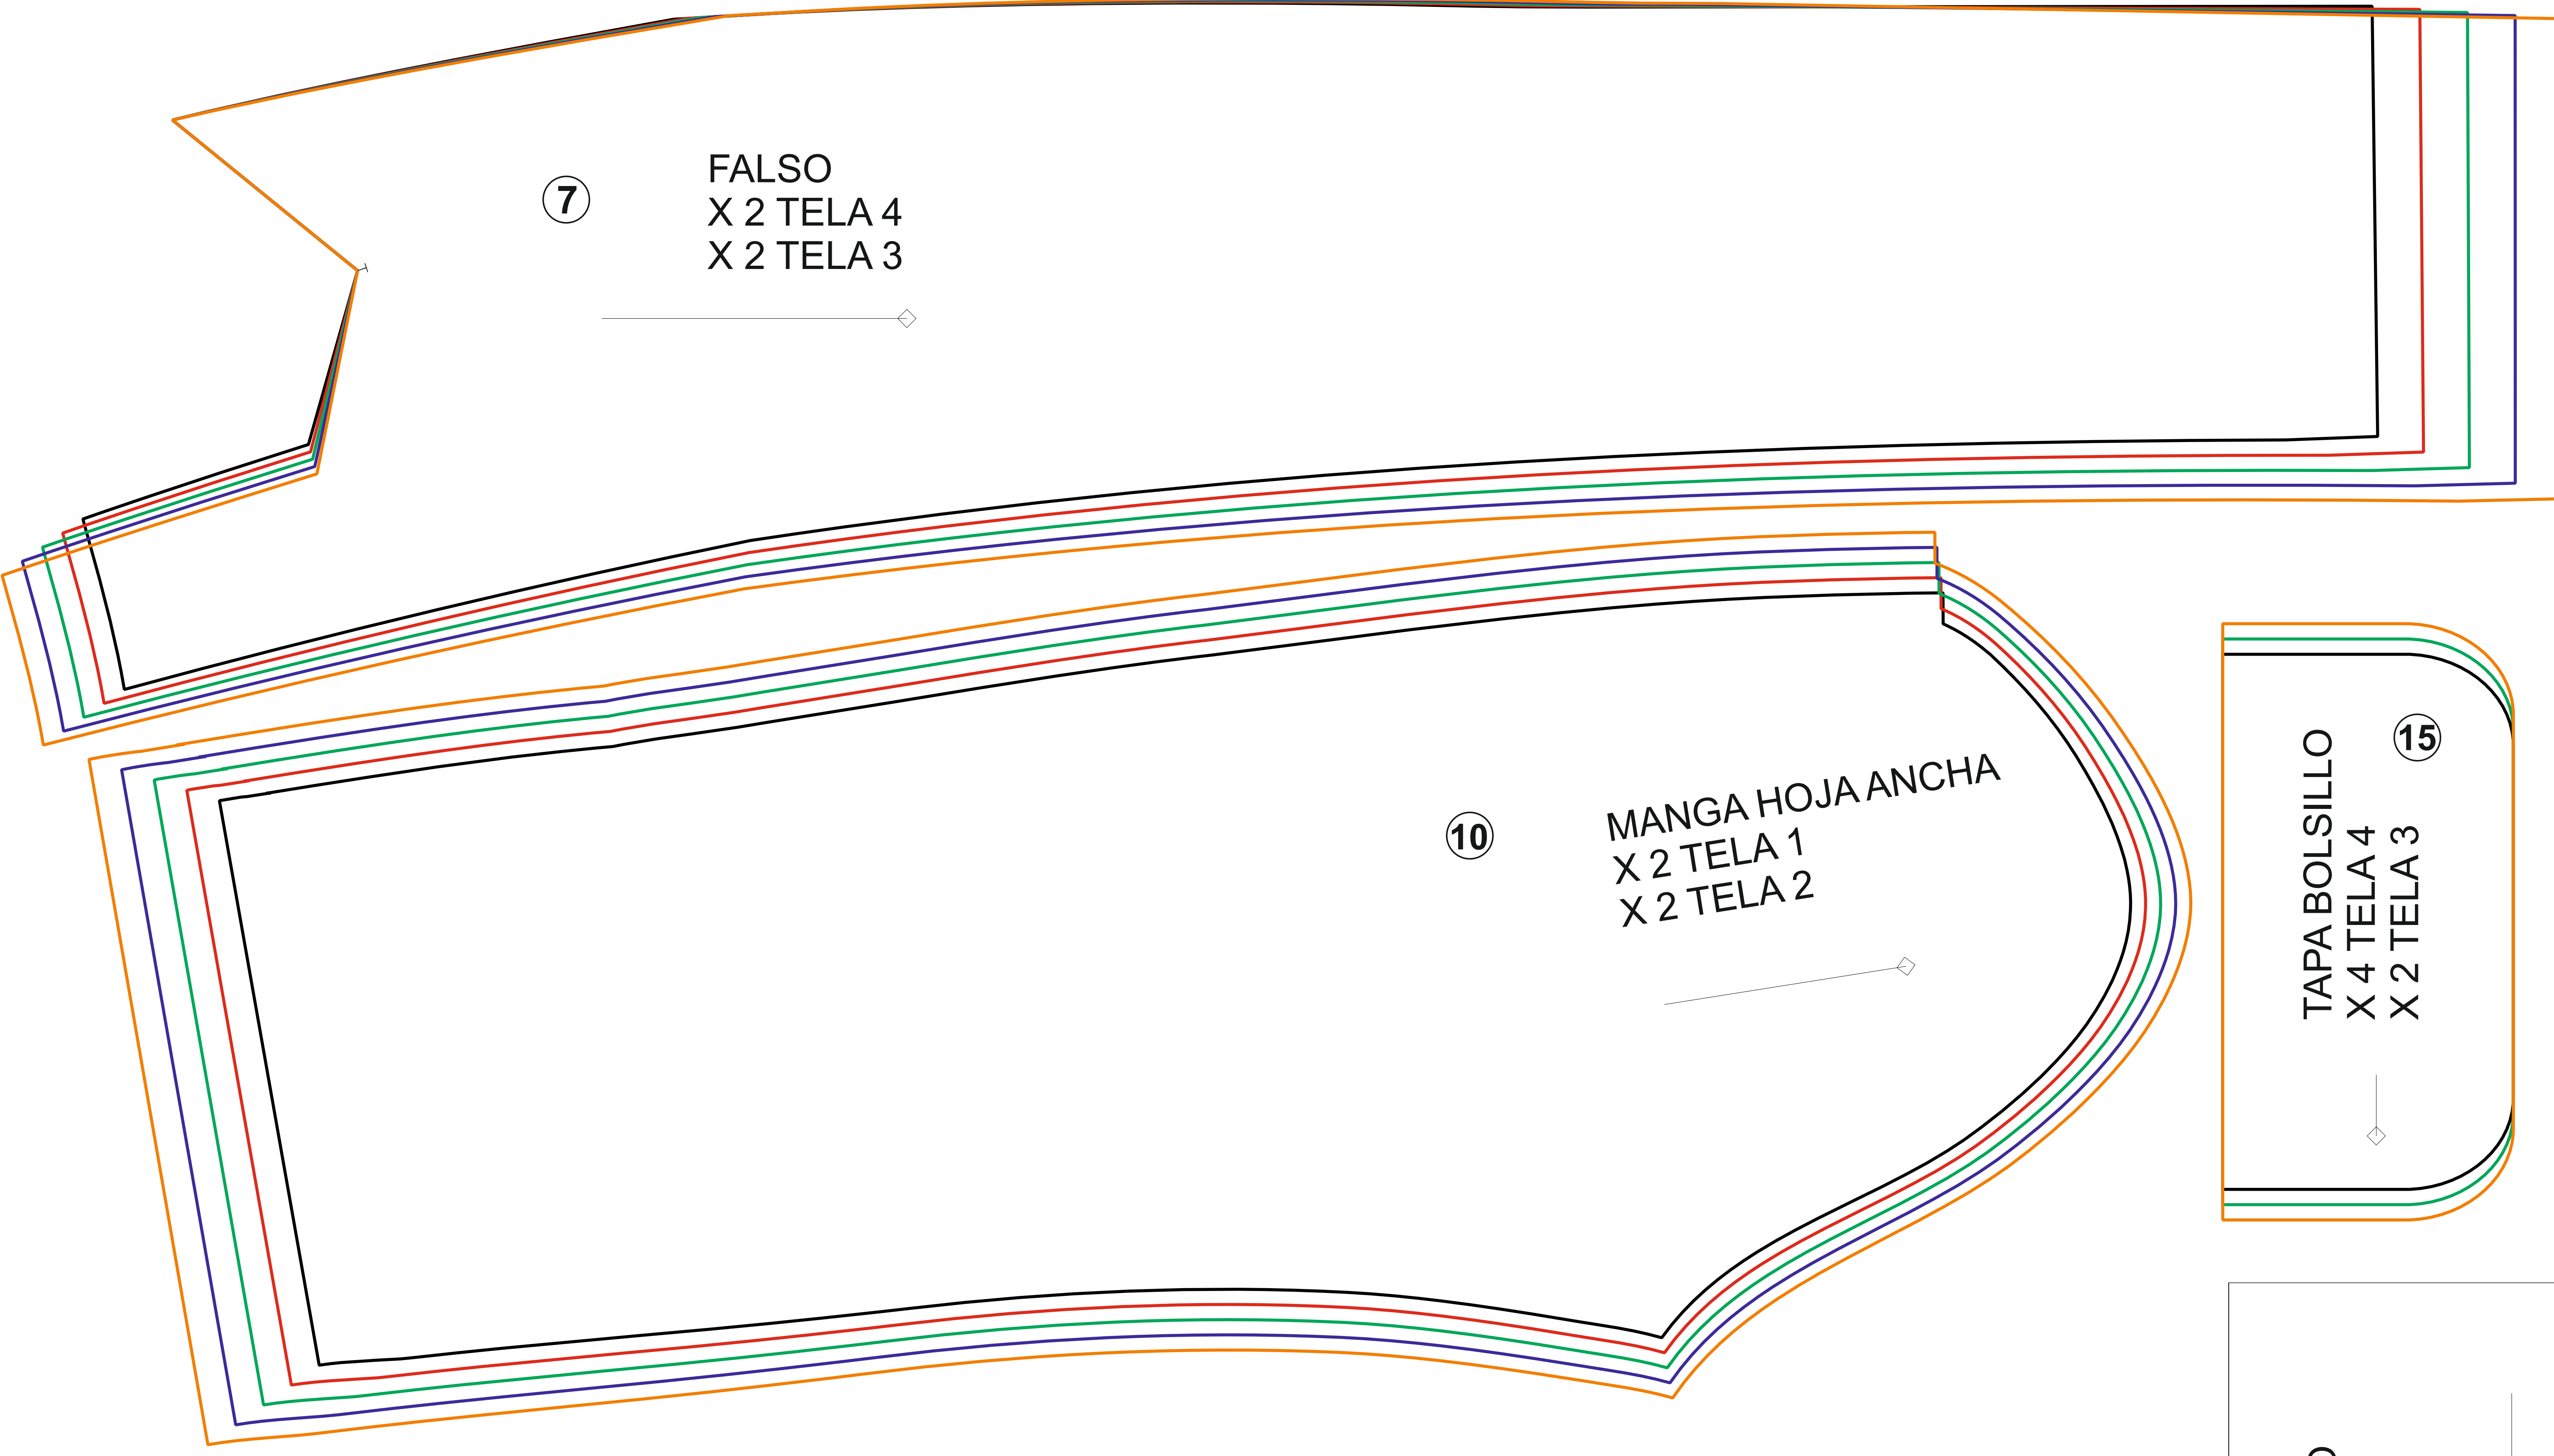 7
FALSO
X 2 TELA 4
X 2 TELA 3
10
MANGA HOJA ANCHA
X 2 TELA 1
X 2 TELA 2
15
TAPA BOLSILLO
X 4 TELA 4
X 2 TELA 3